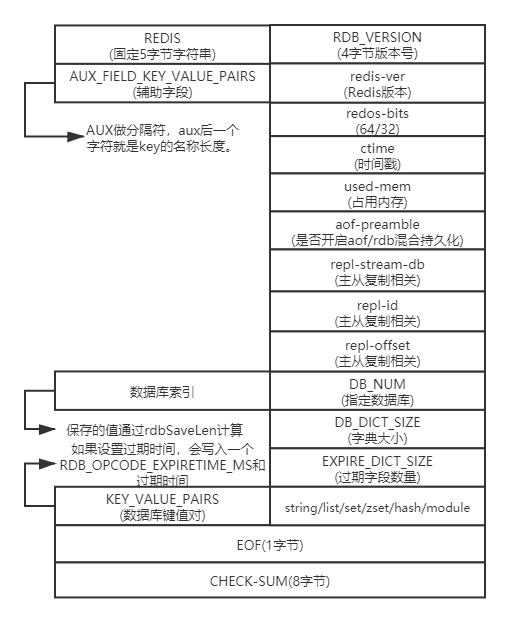 REDIS
(固定5字节字符串)
RDB_VERSION
(4字节版本号)
AUX_FIELD_KEY_VALUE_PAIRS
(辅助字段)
redis-ver
(Redis版本)
AUX做分隔符，aux后一个
字符就是key的名称长度。
redos-bits
(64/32)
ctime
(时间戳)
used-mem
(占用内存)
aof-preamble
(是否开启aof/rdb混合持久化)
repl-stream-db
(主从复制相关)
repl-id
(主从复制相关)
repl-offset
(主从复制相关)
数据库索引
DB_NUM
(指定数据库)
保存的值通过rdbSaveLen计算
DB_DICT_SIZE
(字典大小)
如果设置过期时间，会写入一个
RDB_OPCODE_EXPIRETIME_MS和
过期时间
EXPIRE_DICT_SIZE
(过期字段数量)
KEY_VALUE_PAIRS
(数据库键值对)
string/list/set/zset/hash/module
EOF(1字节)
CHECK-SUM(8字节)